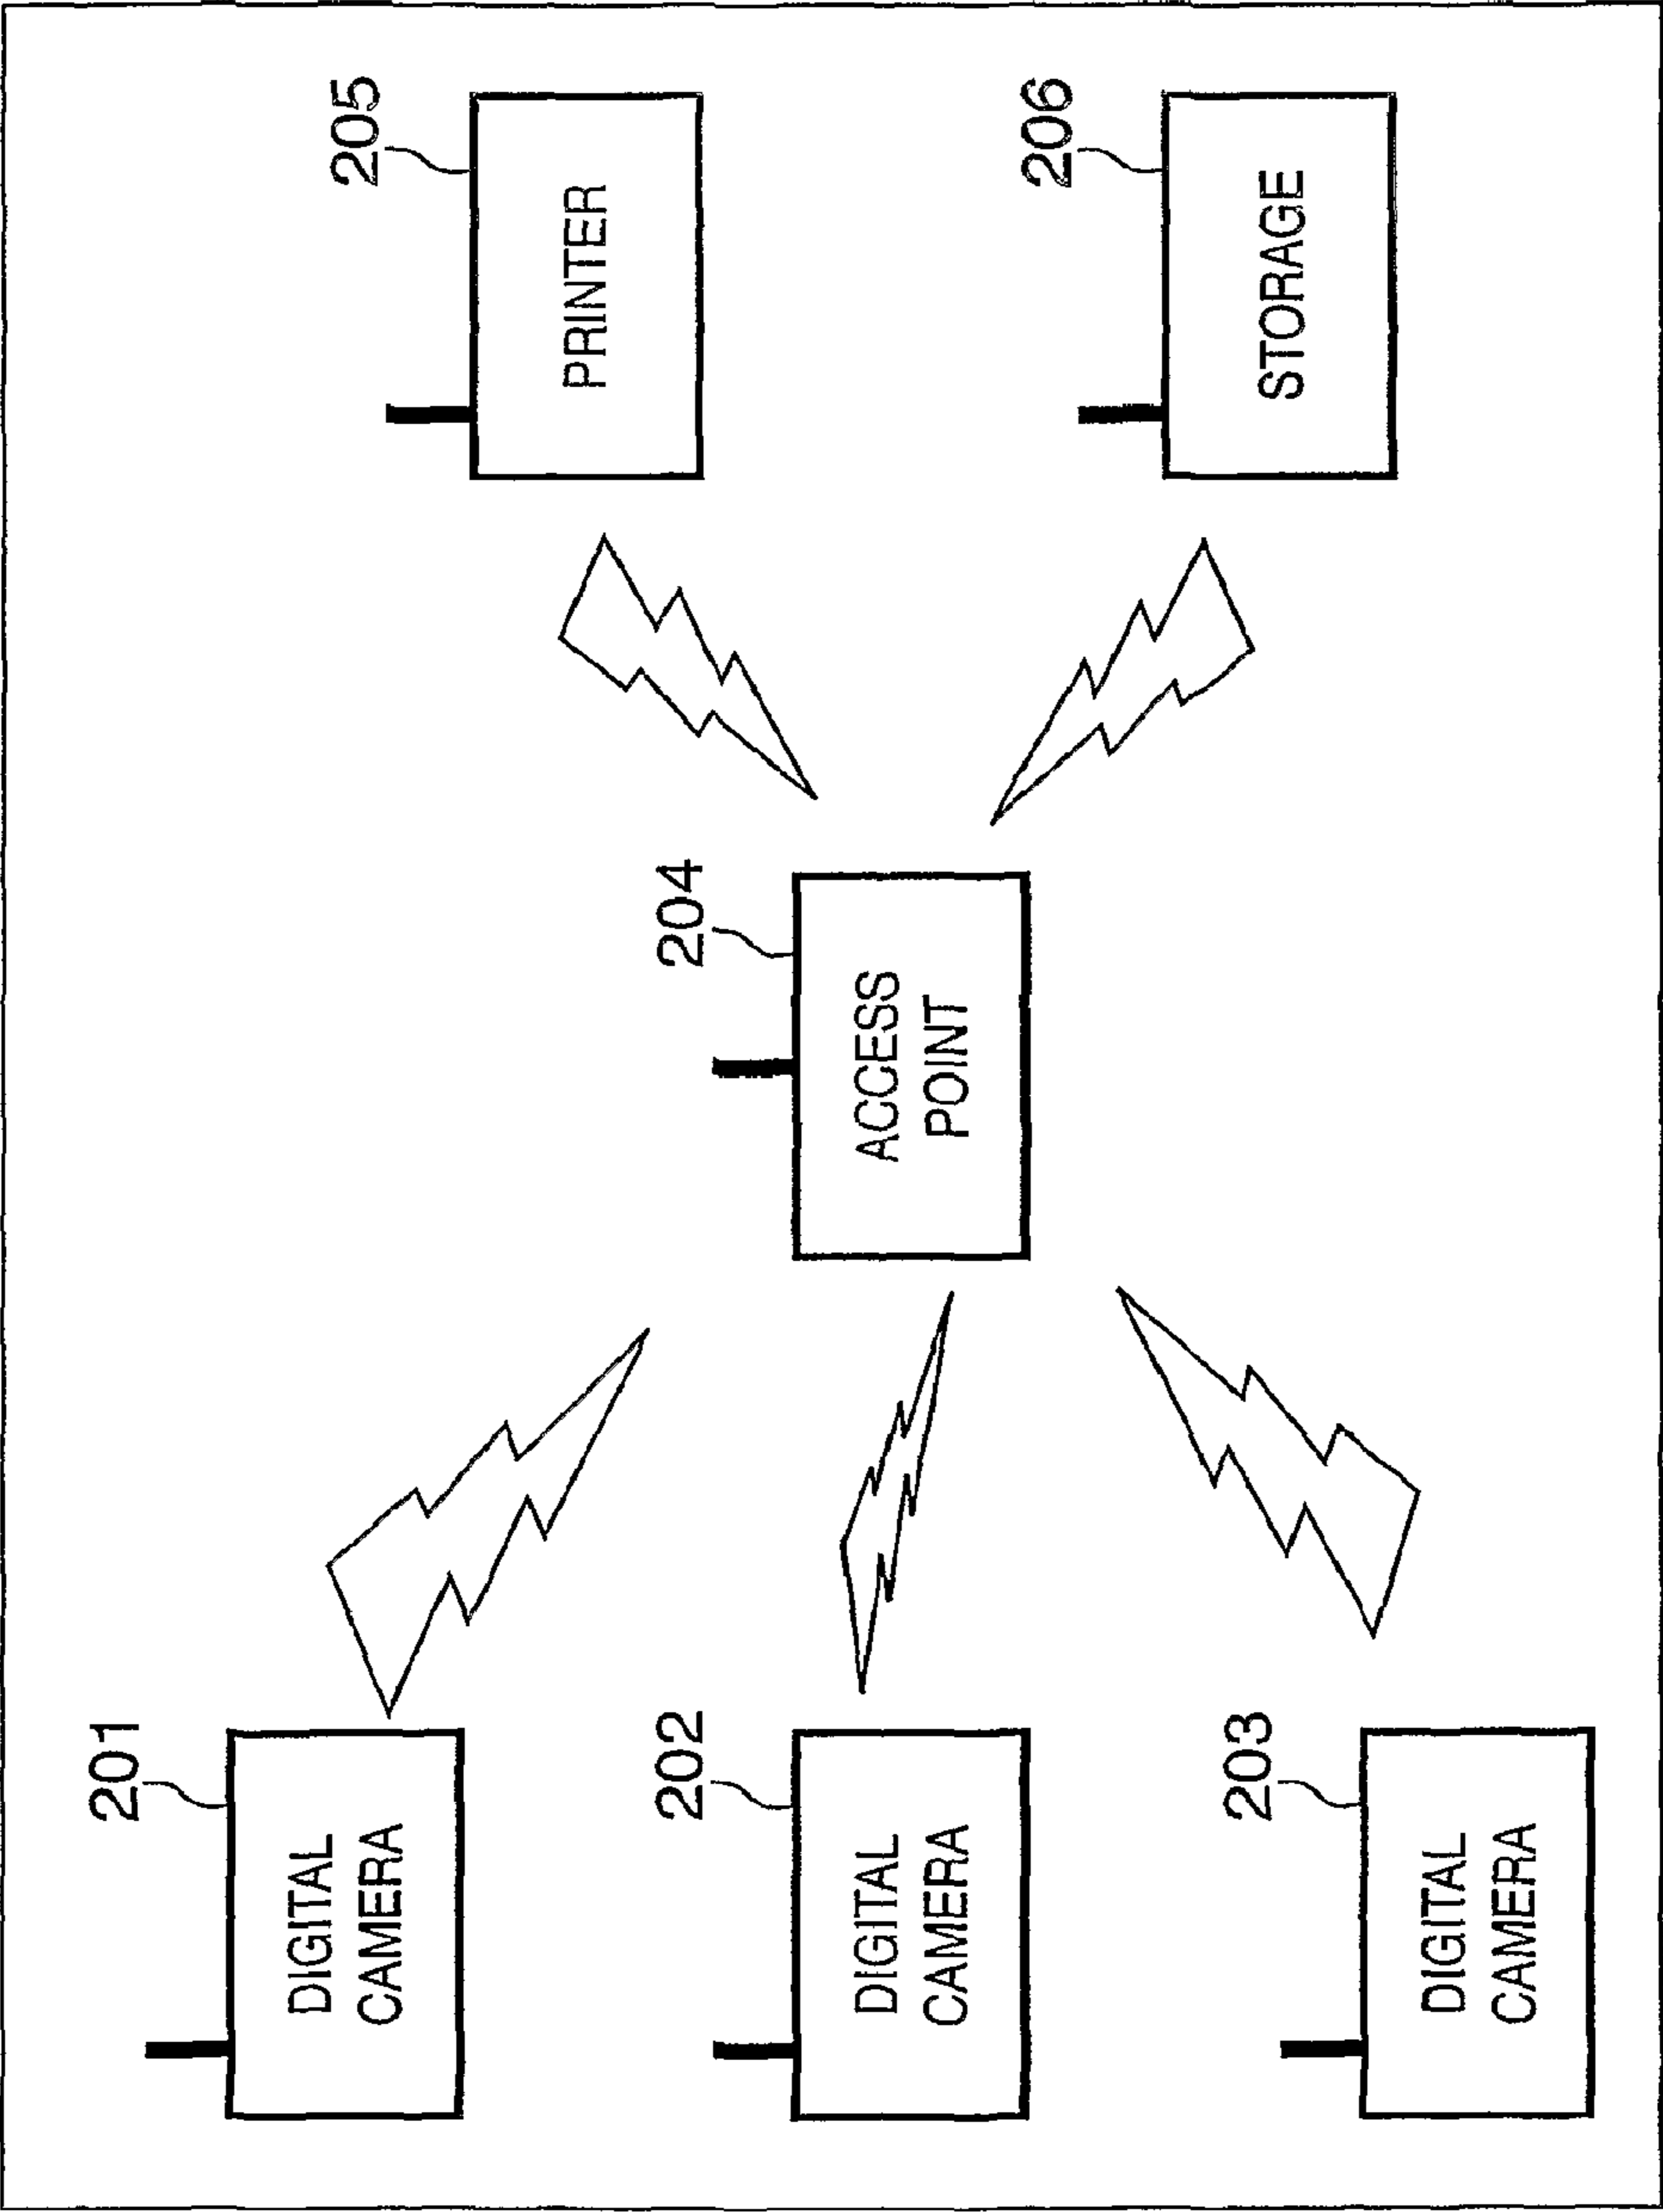 201
DIGITAL
CAMERA
202
DIGITAL
CAMERA
203
DIGITAL
CAMERA
204
ACCESS
POINT
205
PRINTER
206
STORAGE